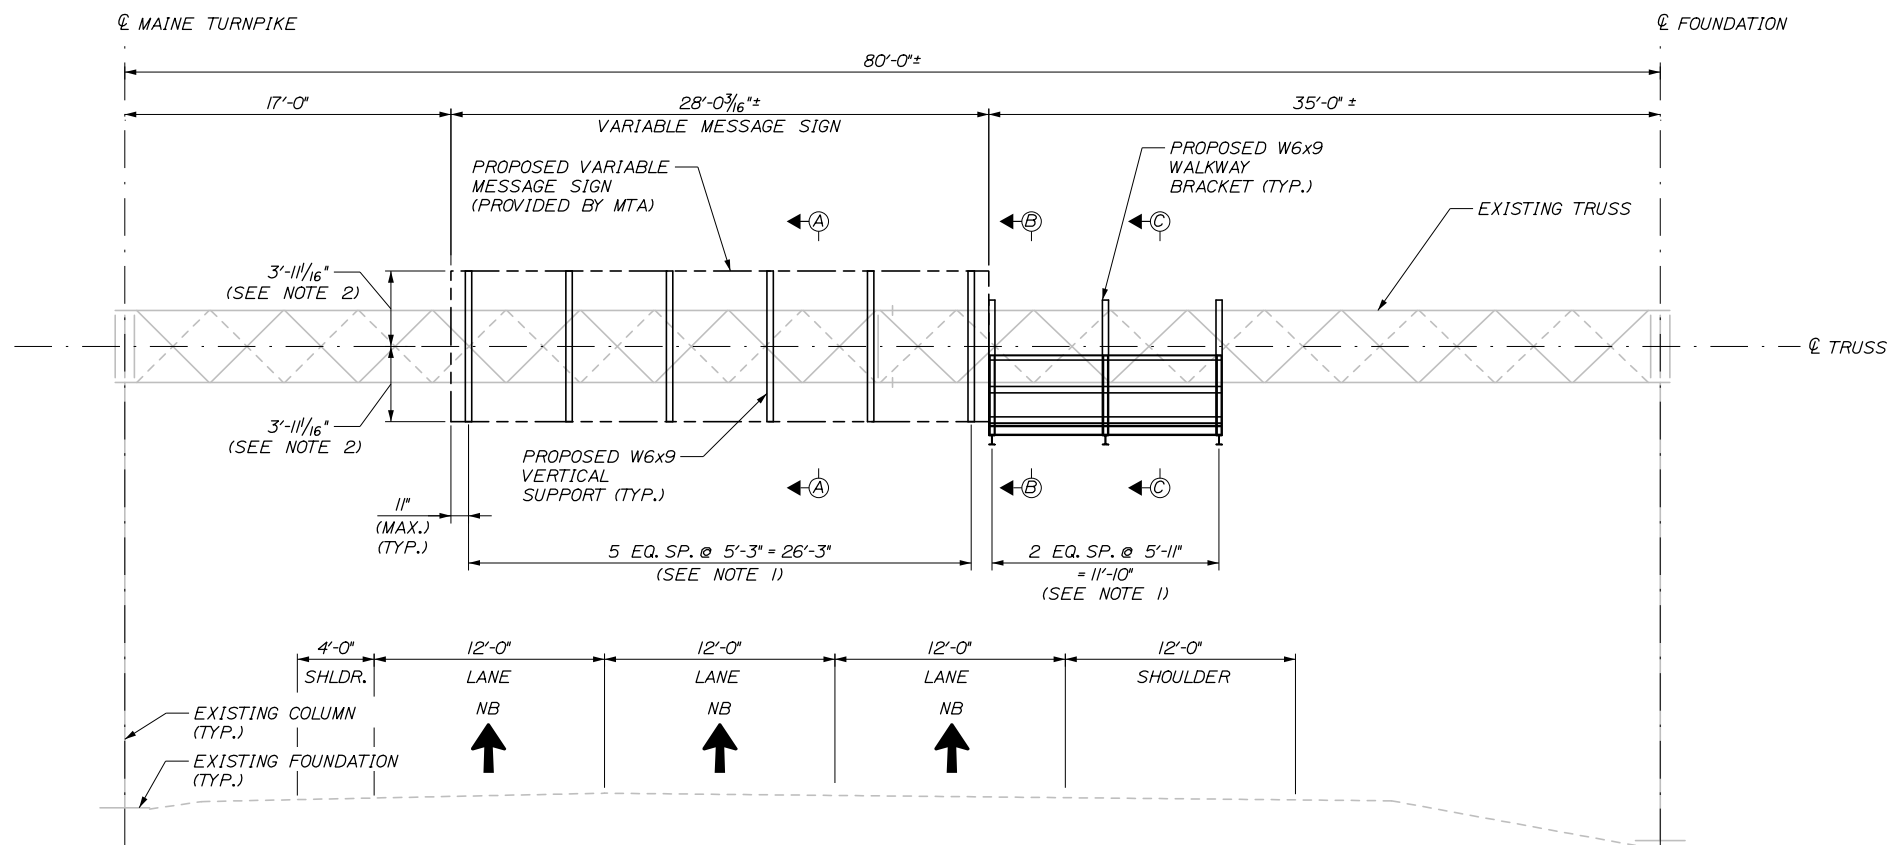 ℄ MAINE TURNPIKE
℄ FOUNDATION
80'-0"±
17'-0"
28'-0 3/16"±
VARIABLE MESSAGE SIGN
35'-0" ±
PROPOSED VARIABLE
MESSAGE SIGN
(PROVIDED BY MTA)
PROPOSED W6x9
WALKWAY
BRACKET (TYP.)
EXISTING TRUSS
A
B
C
3'-11 1/16"
(SEE NOTE 2)
℄ TRUSS
3'-11 1/16"
(SEE NOTE 2)
PROPOSED W6x9
VERTICAL
SUPPORT (TYP.)
A
B
C
11"
(MAX.)
(TYP.)
5 EQ. SP. @ 5'-3" = 26'-3"
(SEE NOTE 1)
2 EQ. SP. @ 5'-11"
= 11'-10"
(SEE NOTE 1)
4'-0"
SHLDR.
12'-0"
LANE
12'-0"
LANE
12'-0"
LANE
12'-0"
SHOULDER
NB
NB
NB
EXISTING COLUMN
(TYP.)
EXISTING FOUNDATION
(TYP.)